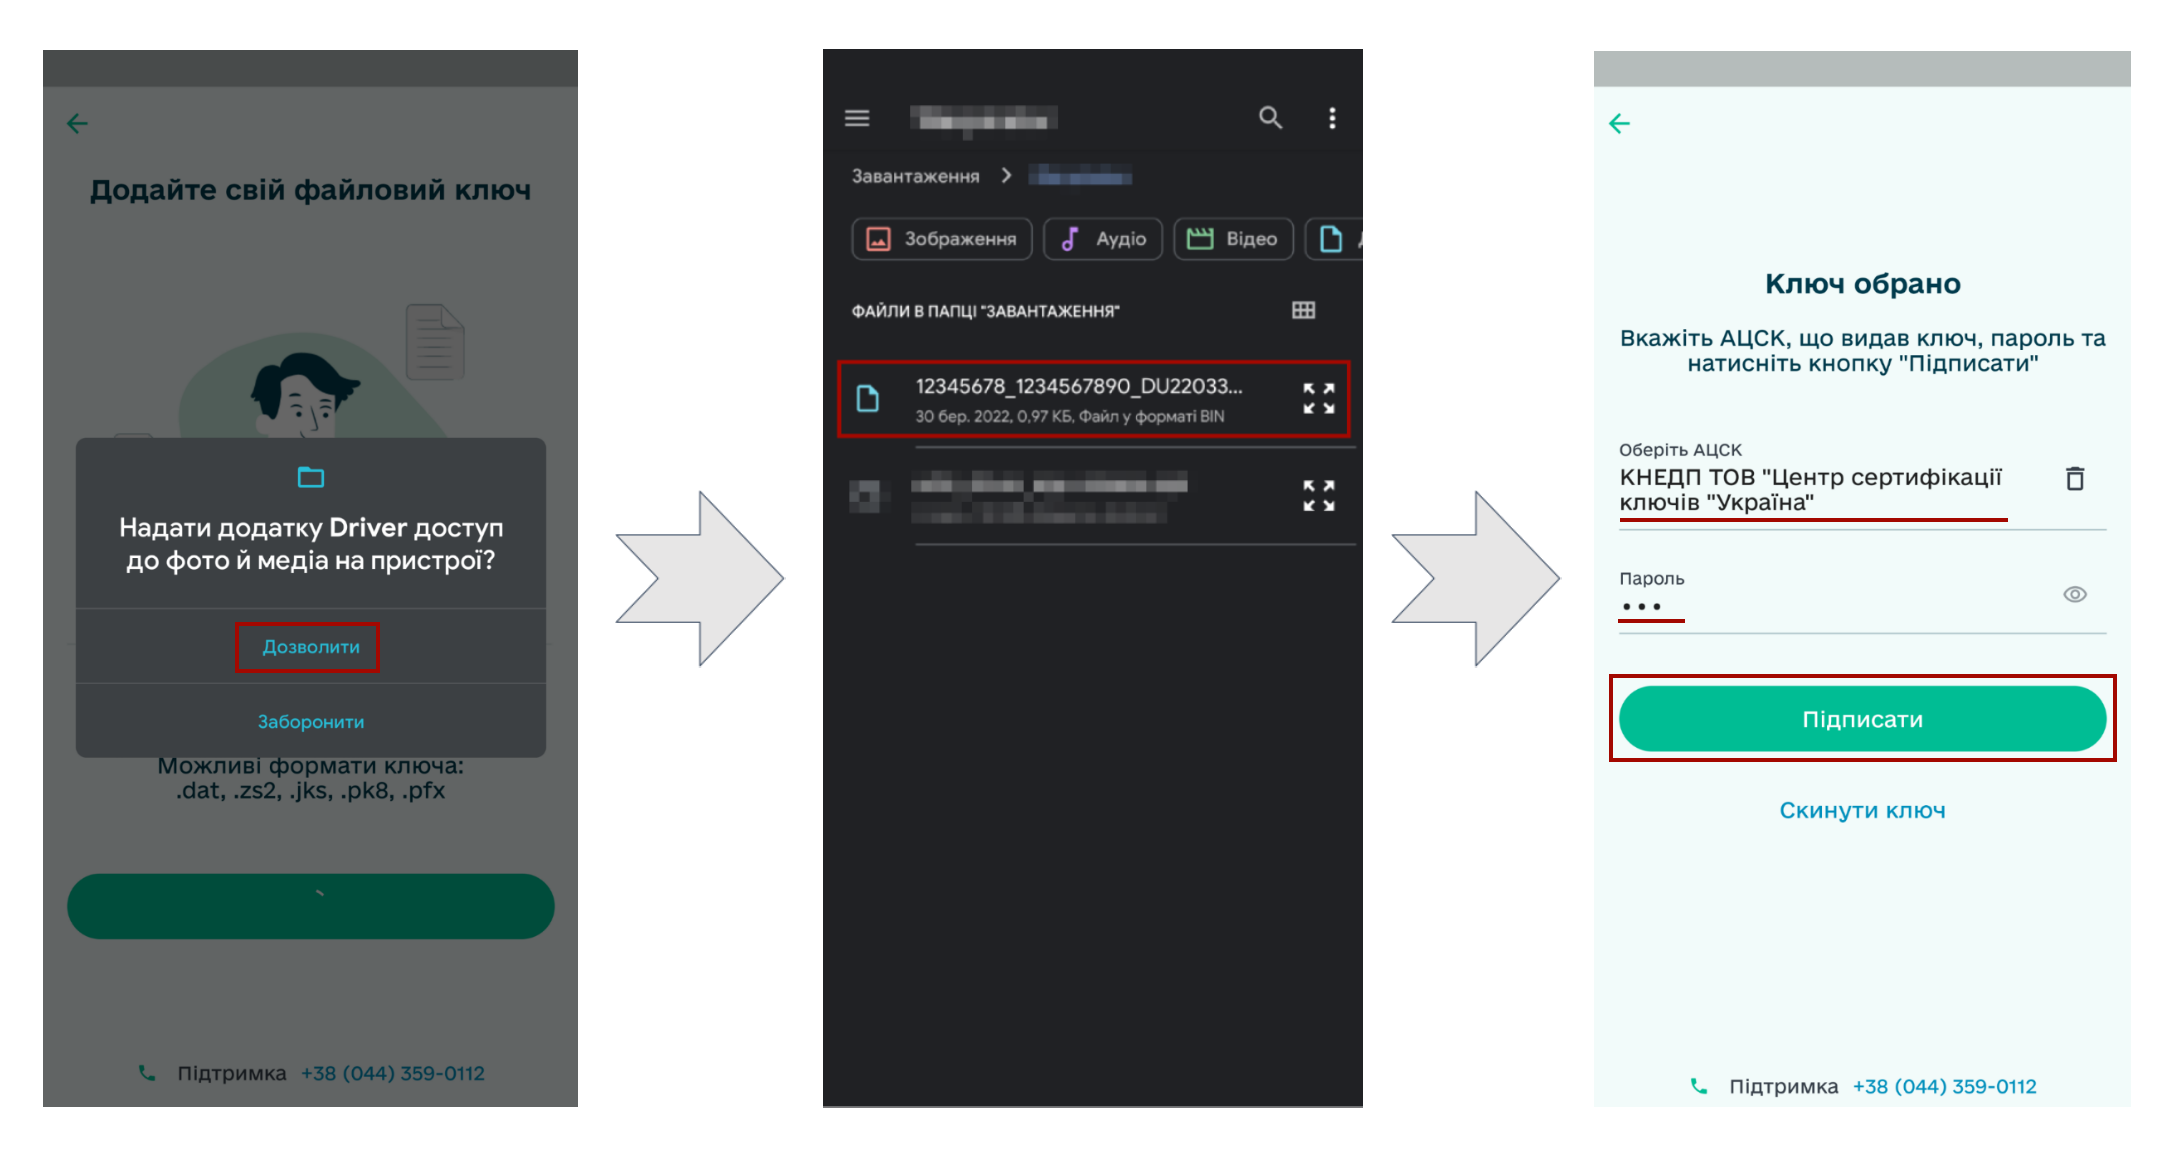 Додайте свій файловий ключ
Надати додатку Driver доступ
до фото й медіа на пристрої?
Дозволити
Заборонити
Можливі формати ключа:
.dat, .zs2, .jks, .pk8, .pfx
Підтримка +38 (044) 359-0112
Завантаження
Зображення
Аудіо
Відео
ФАЙЛИ В ПАПЦІ "ЗАВАНТАЖЕННЯ"
12345678_1234567890_DU22033...
30 бер. 2022, 0,97 КБ, Файл у форматі BIN
Ключ обрано
Вкажіть АЦСК, що видав ключ, пароль та
натисніть кнопку "Підписати"
Оберіть АЦСК
КНЕДП ТОВ "Центр сертифікації
ключів "Україна"
Пароль
Підписати
Скинути ключ
Підтримка +38 (044) 359-0112